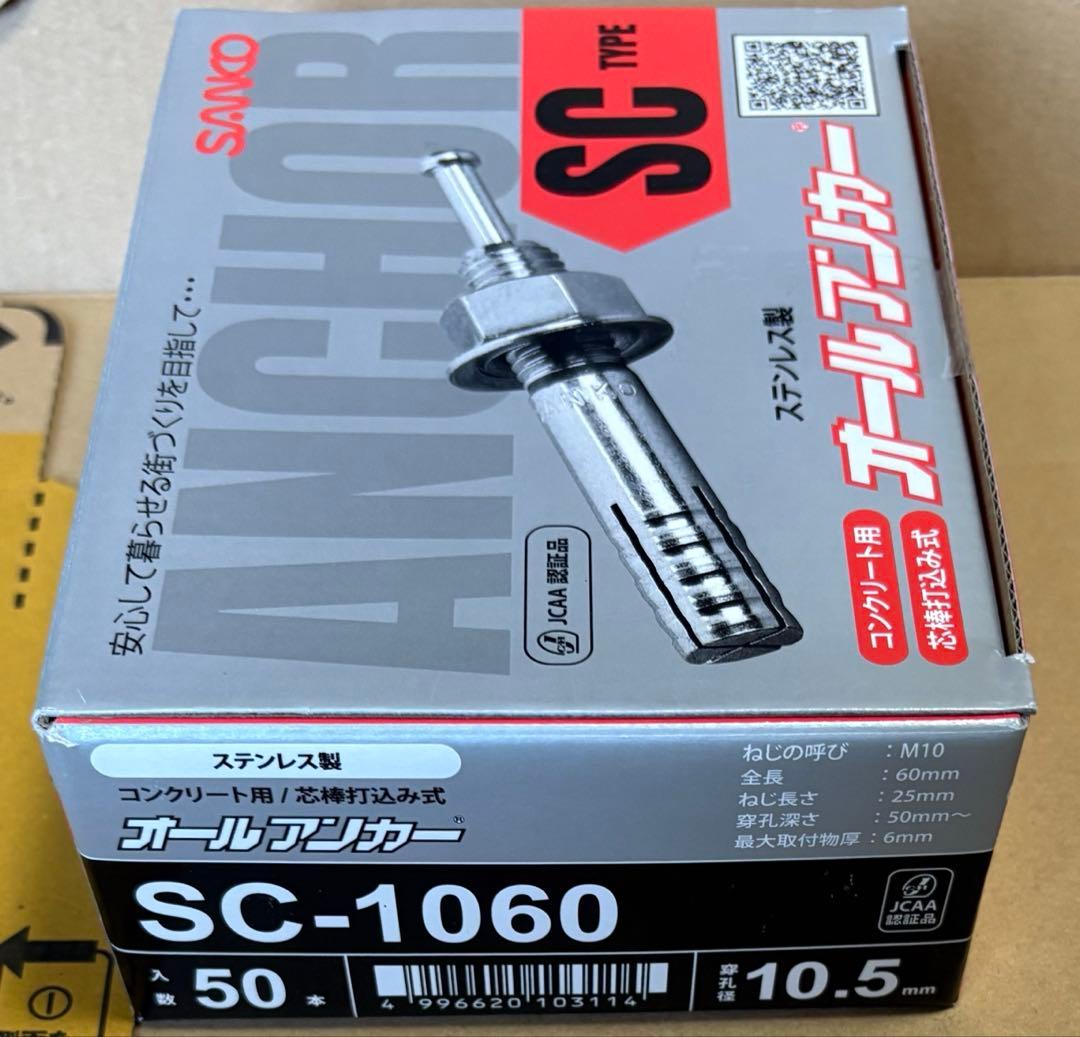 SANKO
ANCHOR
SC TYPE
安心して暮らせる街づくりを目指して…
SANKO
JCAA 認証品
ステンレス製
オールアンカー®
コンクリート用
芯棒打込み式
ステンレス製
コンクリート用 / 芯棒打込み式
オールアンカー®
ねじの呼び : M10
全長 : 60mm
ねじ長さ : 25mm
穿孔深さ : 50mm～
最大取付物厚 : 6mm
SC-1060
JCAA
認証品
入数 50 本
4 996620 103114
穿孔径 10.5 mm